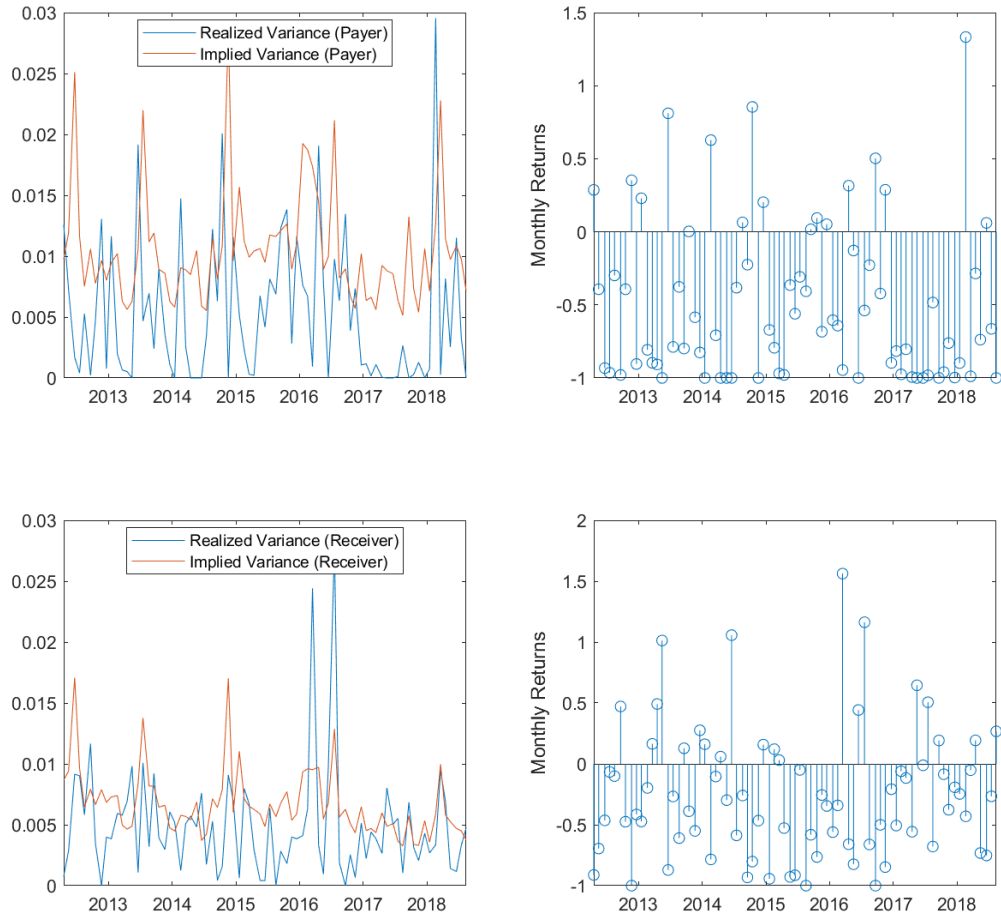 0.03
0.025
0.02
0.015
0.01
0.005
0
Realized Variance (Payer)
Implied Variance (Payer)
2013 2014 2015 2016 2017 2018
Monthly Returns
1.5
1
0.5
0
-0.5
-1
2013 2014 2015 2016 2017 2018
0.03
0.025
0.02
0.015
0.01
0.005
0
Realized Variance (Receiver)
Implied Variance (Receiver)
2013 2014 2015 2016 2017 2018
Monthly Returns
2
1.5
1
0.5
0
-0.5
-1
2013 2014 2015 2016 2017 2018